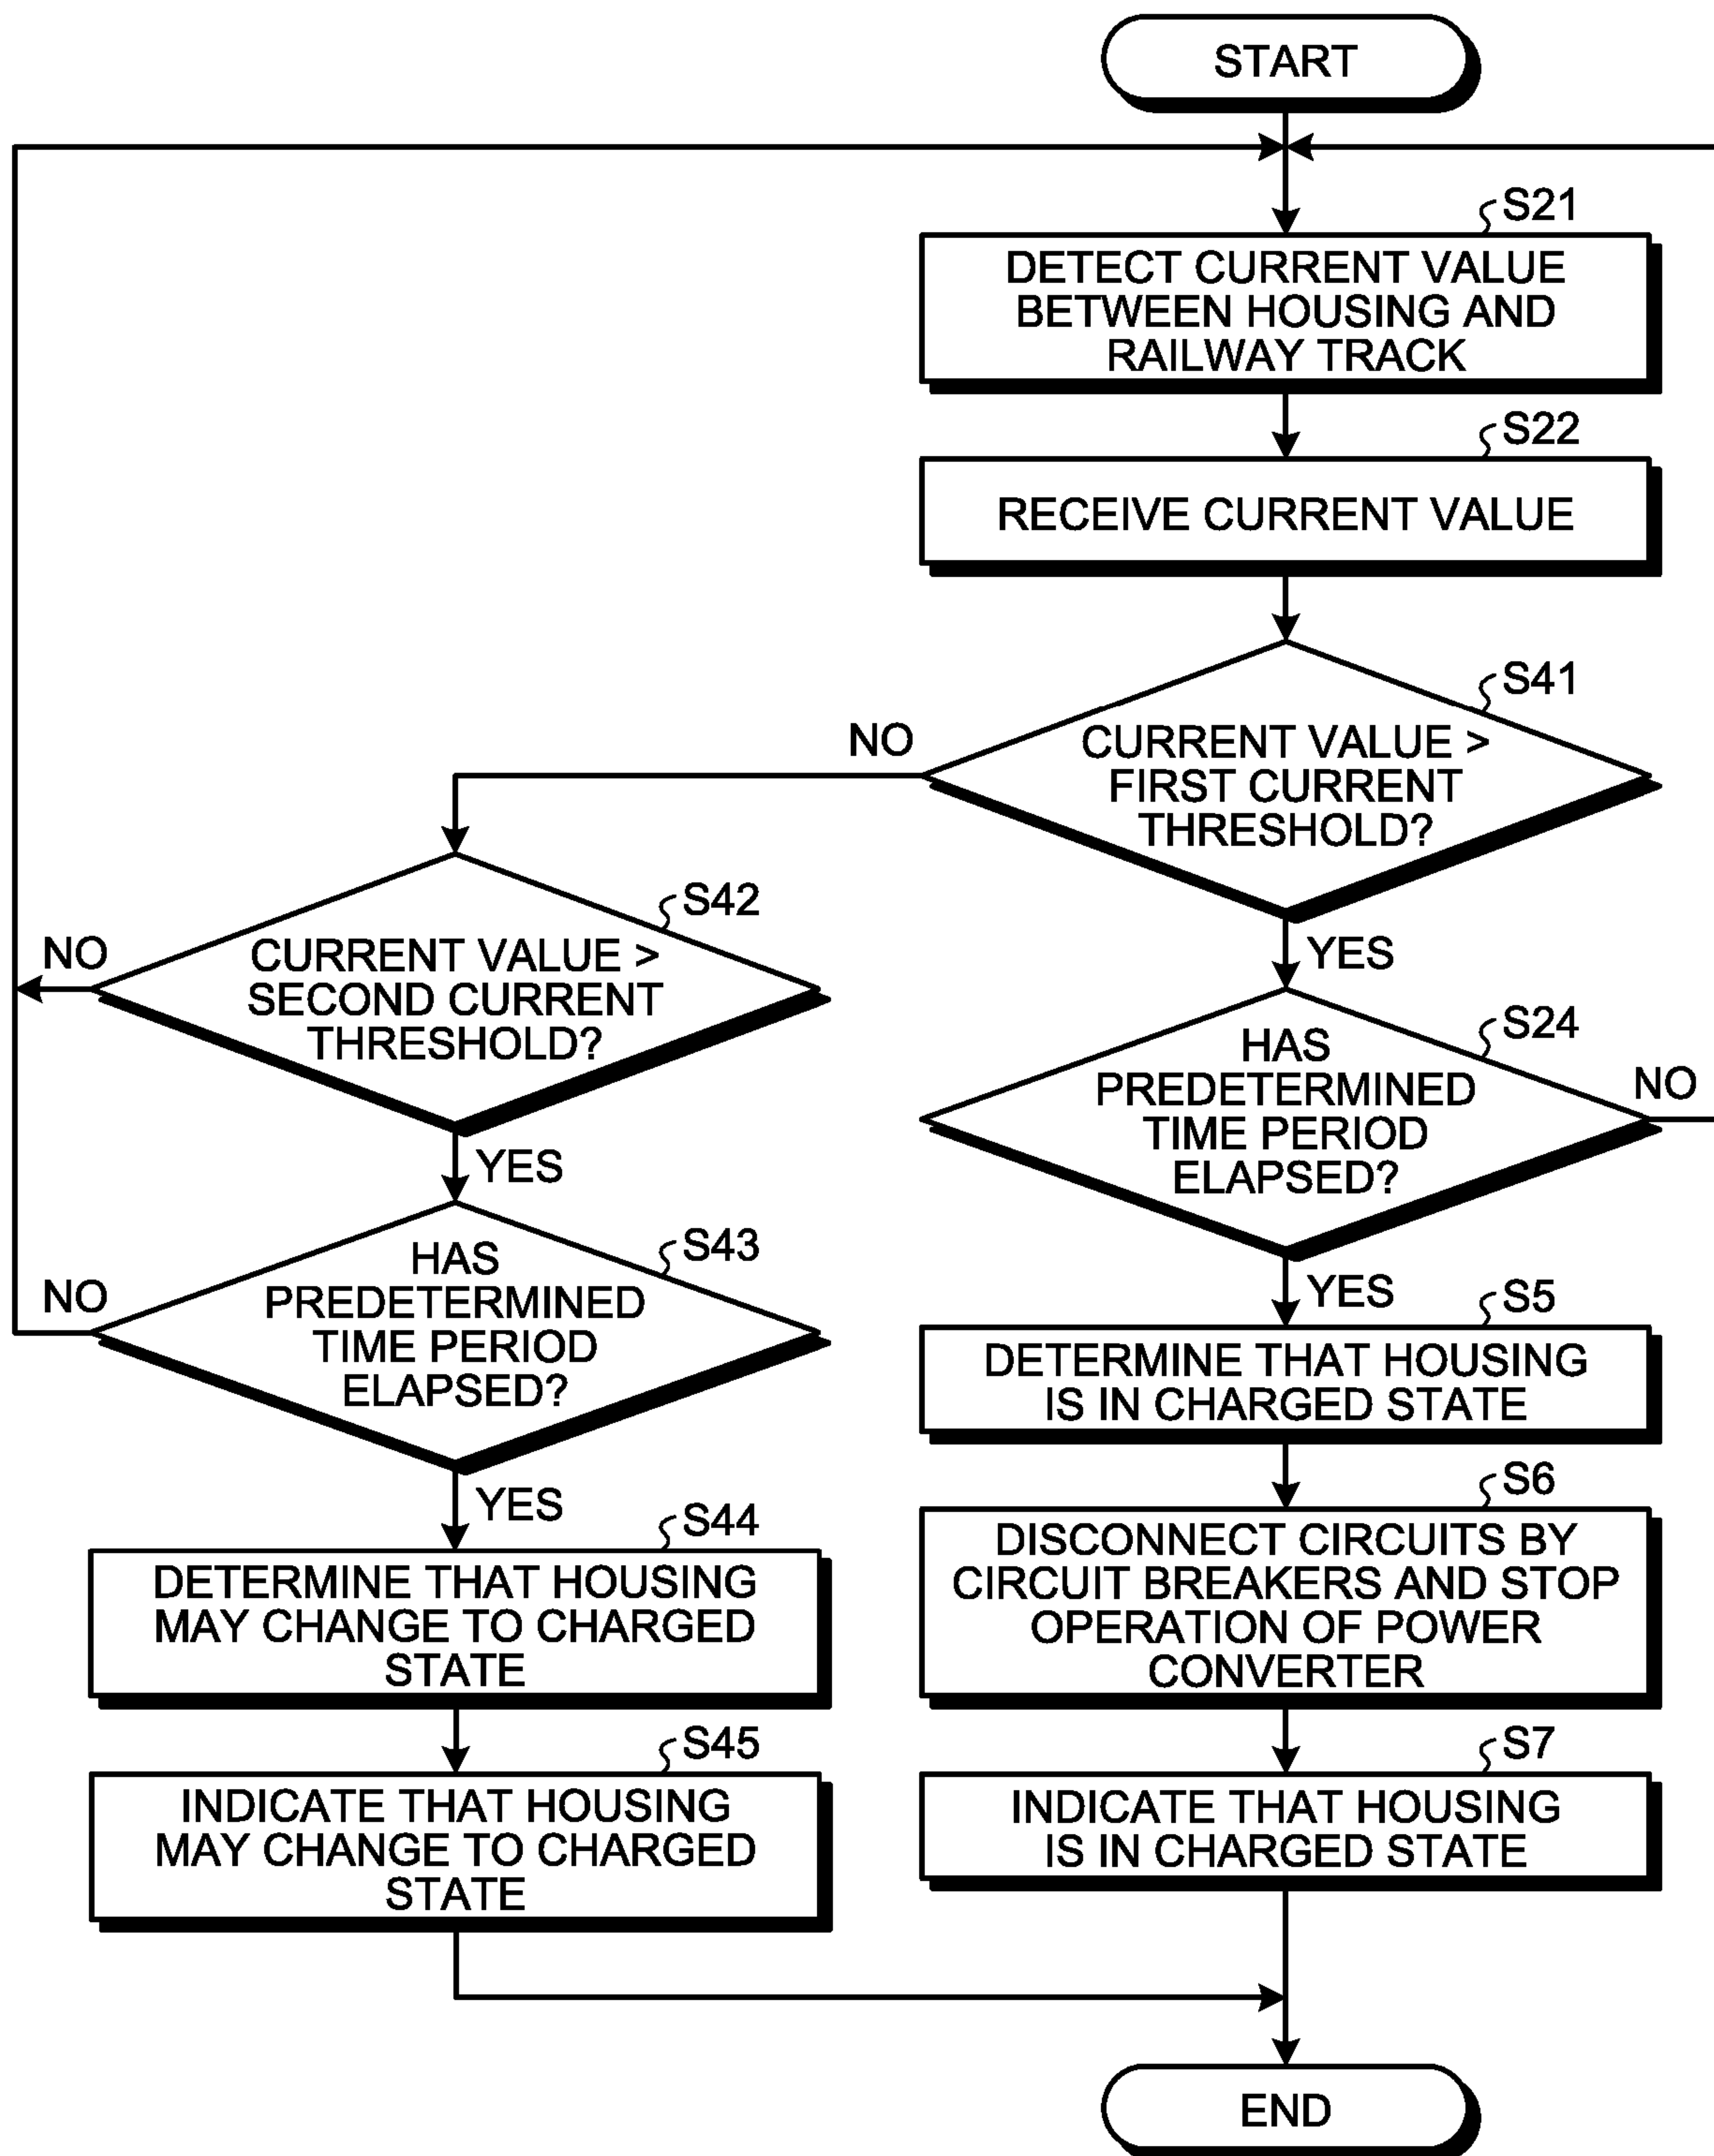 START
S21
DETECT CURRENT VALUE
BETWEEN HOUSING AND
RAILWAY TRACK
S22
RECEIVE CURRENT VALUE
S41
NO
CURRENT VALUE >
FIRST CURRENT
THRESHOLD?
YES
S42
NO
CURRENT VALUE >
SECOND CURRENT
THRESHOLD?
YES
S24
HAS
PREDETERMINED
TIME PERIOD
ELAPSED?
NO
YES
S43
HAS
PREDETERMINED
TIME PERIOD
ELAPSED?
NO
YES
S5
DETERMINE THAT HOUSING
IS IN CHARGED STATE
S6
DISCONNECT CIRCUITS BY
CIRCUIT BREAKERS AND STOP
OPERATION OF POWER
CONVERTER
S44
DETERMINE THAT HOUSING
MAY CHANGE TO CHARGED
STATE
S45
INDICATE THAT HOUSING
MAY CHANGE TO CHARGED
STATE
S7
INDICATE THAT HOUSING
IS IN CHARGED STATE
END